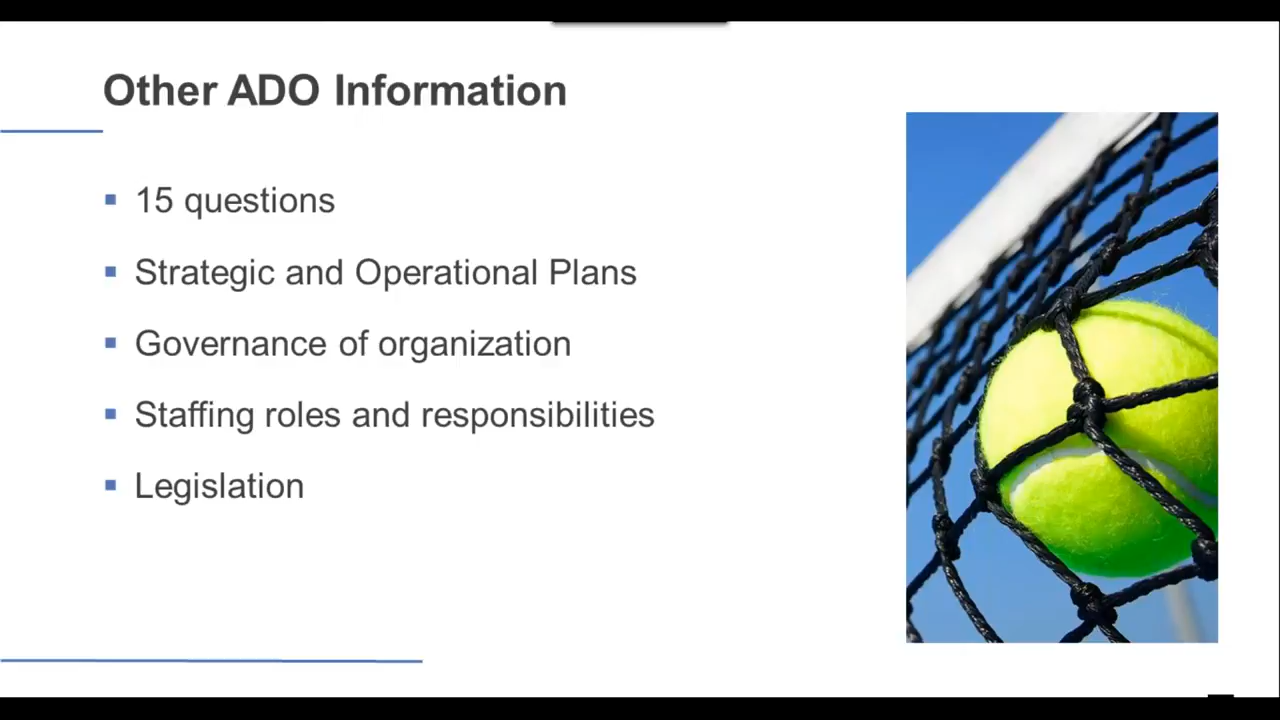 Other ADO Information
15 questions
Strategic and Operational Plans
Governance of organization
Staffing roles and responsibilities
Legislation